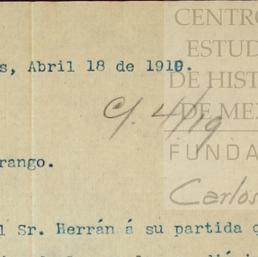 CENTRO
ESTUD
s, Abril 18 de 1919.
DE HIST
DE MEX
C/. 4/19
FUNDA
rango.
Carlos
l Sr. Herrán á su partida q